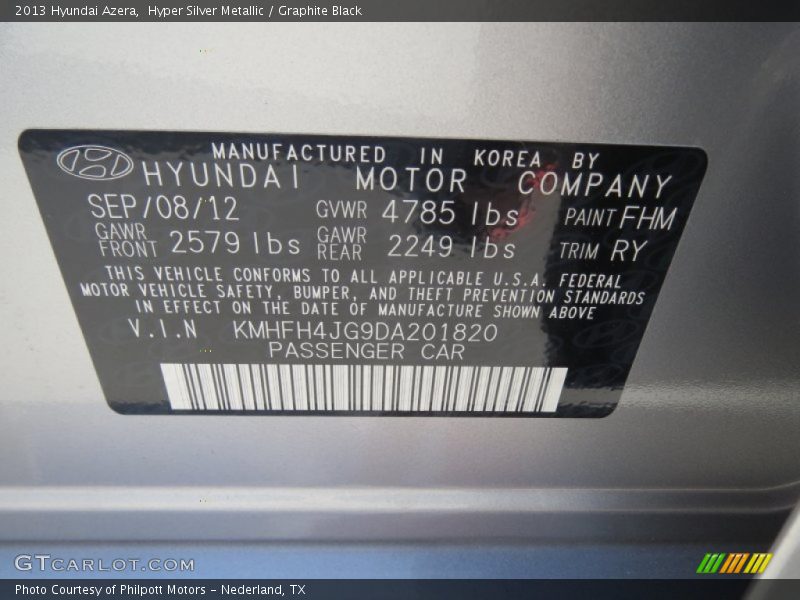 2013 Hyundai Azera,  Hyper Silver Metallic / Graphite Black
MANUFACTURED IN KOREA BY
HYUNDAI MOTOR COMPANY
SEP/08/12 GVWR 4785 lbs PAINT FHM
GAWR FRONT 2579 lbs GAWR REAR 2249 lbs TRIM RY
THIS VEHICLE CONFORMS TO ALL APPLICABLE U.S.A. FEDERAL
MOTOR VEHICLE SAFETY, BUMPER, AND THEFT PREVENTION STANDARDS
IN EFFECT ON THE DATE OF MANUFACTURE SHOWN ABOVE
V.I.N KMHFH4JG9DA201820
PASSENGER CAR
GTCARLOT.COM
Photo Courtesy of Philpott Motors - Nederland, TX